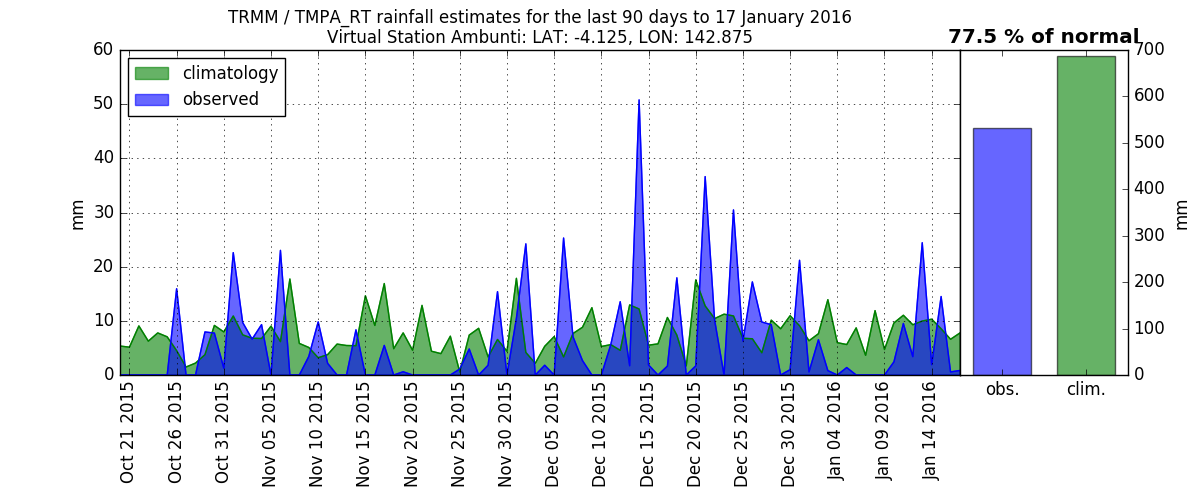 TRMM / TMPA_RT rainfall estimates for the last 90 days to 17 January 2016
Virtual Station Ambunti: LAT: -4.125, LON: 142.875
77.5 % of normal
climatology
observed
60
50
40
30
20
10
0
mm
Oct 21 2015
Oct 26 2015
Oct 31 2015
Nov 05 2015
Nov 10 2015
Nov 15 2015
Nov 20 2015
Nov 25 2015
Nov 30 2015
Dec 05 2015
Dec 10 2015
Dec 15 2015
Dec 20 2015
Dec 25 2015
Dec 30 2015
Jan 04 2016
Jan 09 2016
Jan 14 2016
700
600
500
400
300
200
100
0
mm
obs.
clim.